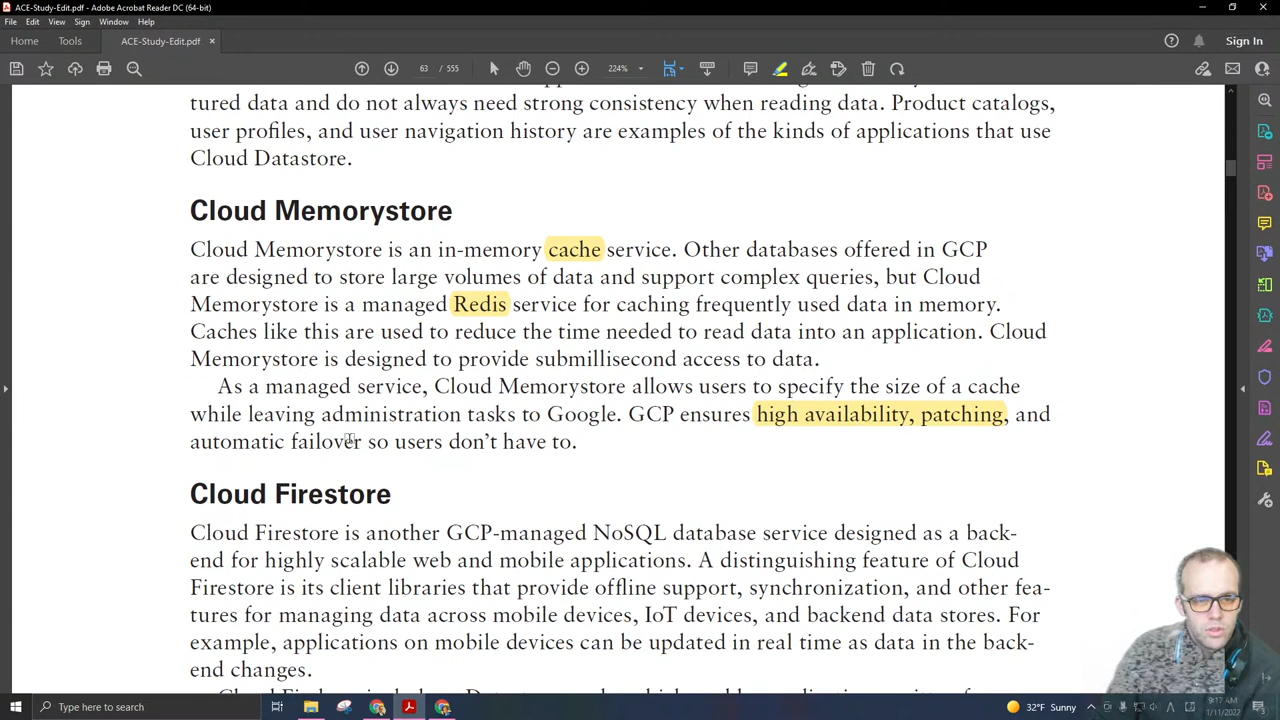 ACE-Study-Edit.pdf - Adobe Acrobat Reader DC (64-bit)
File Edit View Sign Window Help
Home Tools ACE-Study-Edit.pdf × Sign In
63 / 555 224%
tured data and do not always need strong consistency when reading data. Product catalogs,
user profiles, and user navigation history are examples of the kinds of applications that use
Cloud Datastore.
Cloud Memorystore
Cloud Memorystore is an in-memory cache service. Other databases offered in GCP
are designed to store large volumes of data and support complex queries, but Cloud
Memorystore is a managed Redis service for caching frequently used data in memory.
Caches like this are used to reduce the time needed to read data into an application. Cloud
Memorystore is designed to provide submillisecond access to data.
As a managed service, Cloud Memorystore allows users to specify the size of a cache
while leaving administration tasks to Google. GCP ensures high availability, patching, and
automatic failover so users don't have to.
Cloud Firestore
Cloud Firestore is another GCP-managed NoSQL database service designed as a back-
end for highly scalable web and mobile applications. A distinguishing feature of Cloud
Firestore is its client libraries that provide offline support, synchronization, and other fea-
tures for managing data across mobile devices, IoT devices, and backend data stores. For
example, applications on mobile devices can be updated in real time as data in the back-
end changes.
Type here to search
32°F Sunny
9:17 AM
1/11/2022